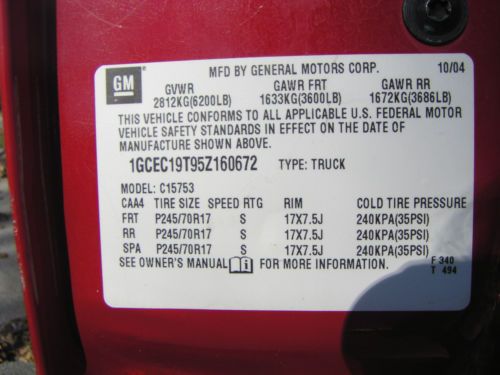 MFD BY GENERAL MOTORS CORP. 10/04
GM GVWR GAWR FRT GAWR RR
2812KG(6200LB) 1633KG(3600LB) 1672KG(3686LB)
THIS VEHICLE CONFORMS TO ALL APPLICABLE U.S. FEDERAL MOTOR
VEHICLE SAFETY STANDARDS IN EFFECT ON THE DATE OF
MANUFACTURE SHOWN ABOVE.
1GCEC19T95Z160672 TYPE: TRUCK
MODEL: C15753
CAA4 TIRE SIZE SPEED RTG RIM COLD TIRE PRESSURE
FRT P245/70R17 S 17X7.5J 240KPA(35PSI)
RR P245/70R17 S 17X7.5J 240KPA(35PSI)
SPA P245/70R17 S 17X7.5J 240KPA(35PSI)
SEE OWNER'S MANUAL FOR MORE INFORMATION.
F 340
T 494